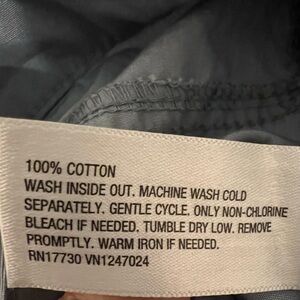 100% COTTON
WASH INSIDE OUT. MACHINE WASH COLD
SEPARATELY. GENTLE CYCLE. ONLY NON-CHLORINE
BLEACH IF NEEDED. TUMBLE DRY LOW. REMOVE
PROMPTLY. WARM IRON IF NEEDED.
RN17730 VN1247024